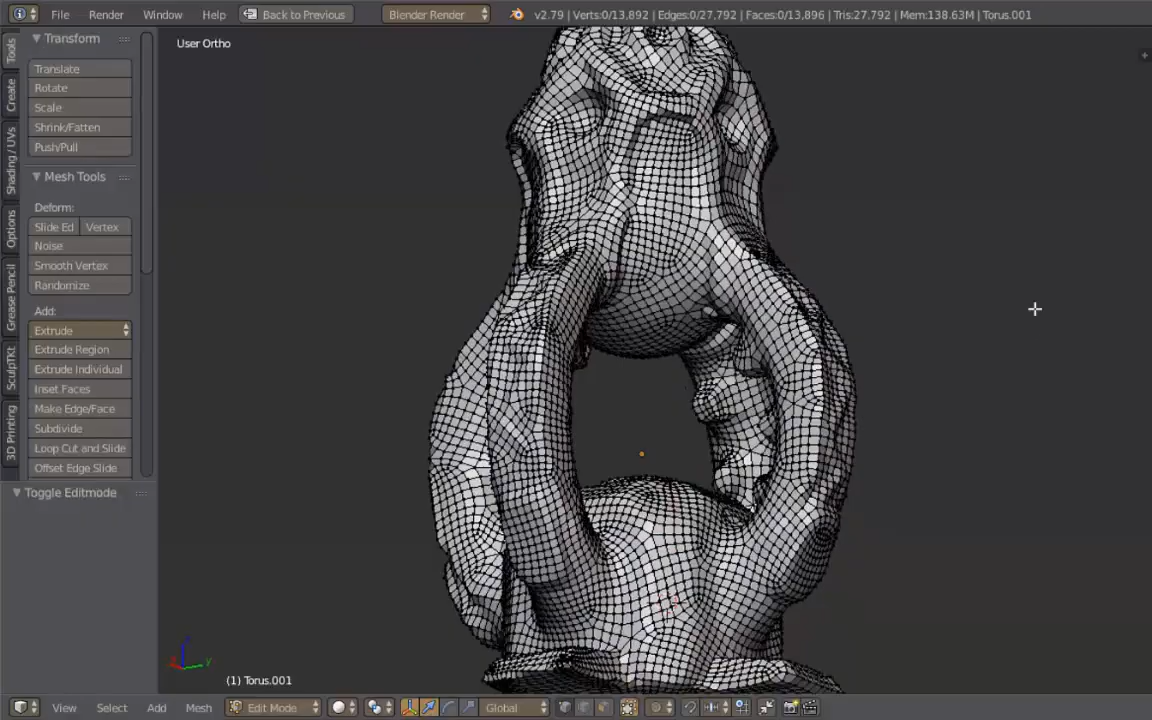 File Render Window Help Back to Previous Blender Render v2.79 | Verts:0/13,892 | Edges:0/27,792 | Faces:0/13,896 | Tris:27,792 | Mem:138.63M | Torus.001
User Ortho
Tools
Create
Shading / UVs
Options
Grease Pencil
SculpTKt
3D Printing
Transform
Translate
Rotate
Scale
Shrink/Fatten
Push/Pull
Mesh Tools
Deform:
Slide Ed Vertex
Noise
Smooth Vertex
Randomize
Add:
Extrude
Extrude Region
Extrude Individual
Inset Faces
Make Edge/Face
Subdivide
Loop Cut and Slide
Offset Edge Slide
Toggle Editmode
(1) Torus.001
View Select Add Mesh Edit Mode Global